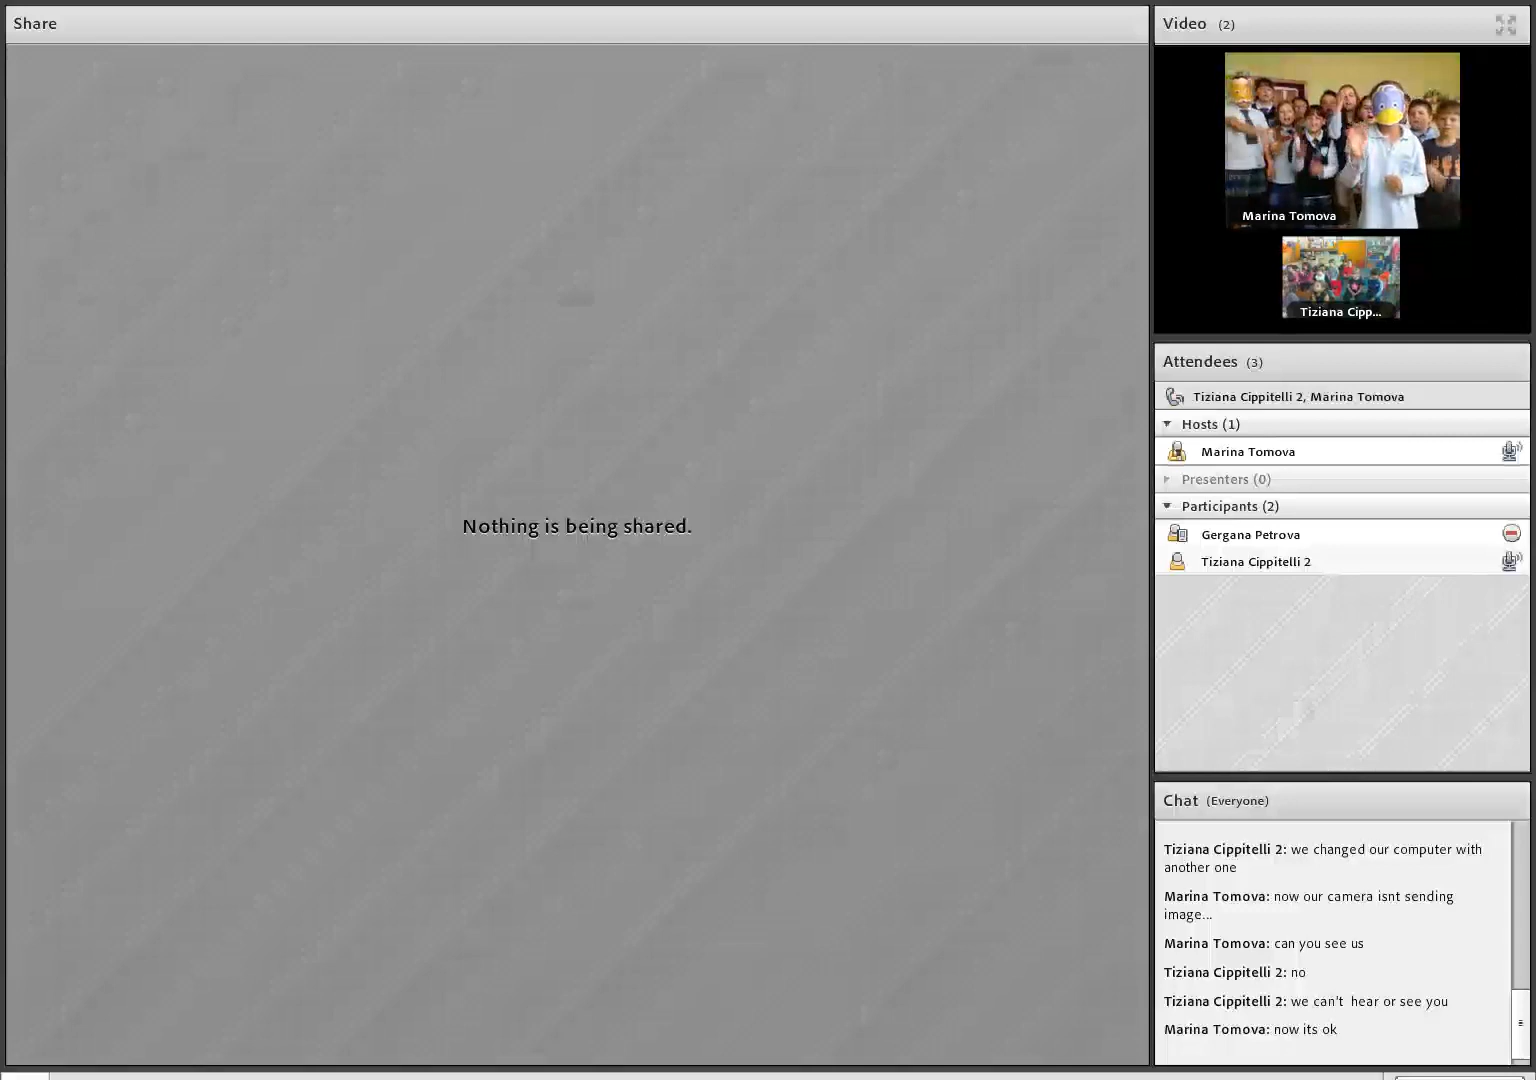 Share
Nothing is being shared.
Video (2)
Marina Tomova
Tiziana Cipp...
Attendees (3)
Tiziana Cippitelli 2, Marina Tomova
Hosts (1)
Marina Tomova
Presenters (0)
Participants (2)
Gergana Petrova
Tiziana Cippitelli 2
Chat (Everyone)
Tiziana Cippitelli 2: we changed our computer with
another one
Marina Tomova: now our camera isnt sending
image...
Marina Tomova: can you see us
Tiziana Cippitelli 2: no
Tiziana Cippitelli 2: we can't hear or see you
Marina Tomova: now its ok